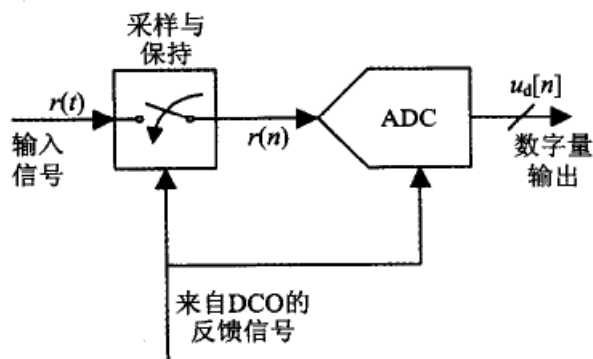 采样与
保持
r(t)
输入
信号
r(n)
ADC
u_d[n]
数字量
输出
来自DCO的
反馈信号